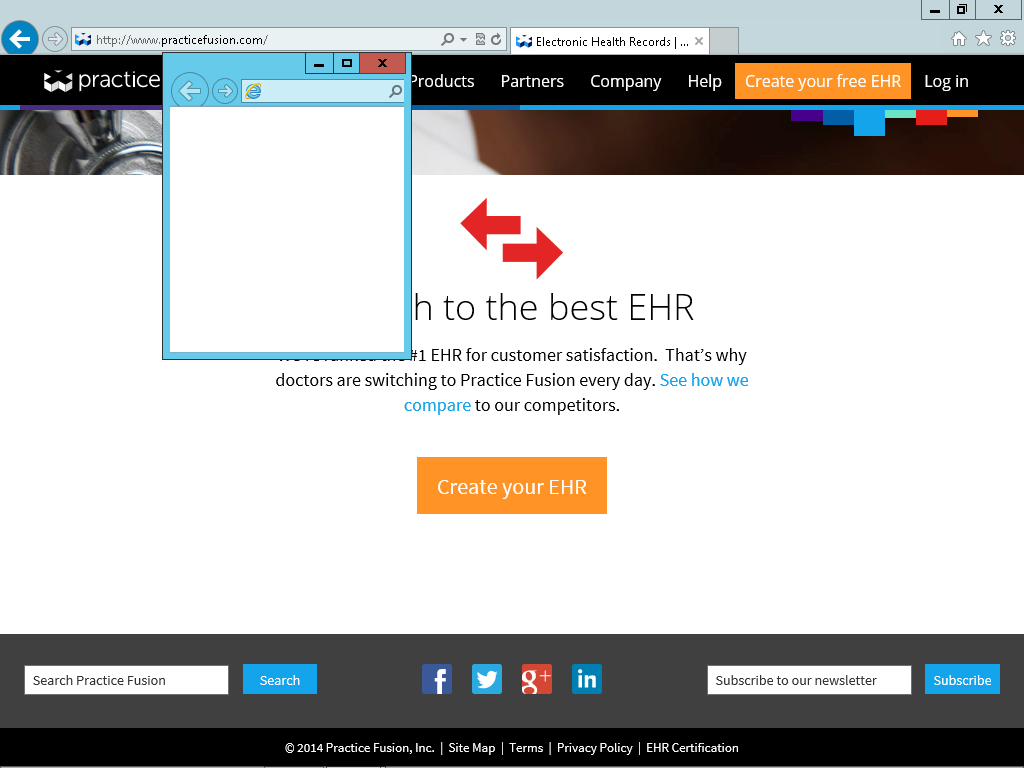 http://www.practicefusion.com/
Electronic Health Records | ...
practice
Products Partners Company Help Create your free EHR Log in
h to the best EHR
#1 EHR for customer satisfaction. That's why
doctors are switching to Practice Fusion every day. See how we
compare to our competitors.
Create your EHR
Search Practice Fusion Search
Subscribe to our newsletter Subscribe
© 2014 Practice Fusion, Inc. | Site Map | Terms | Privacy Policy | EHR Certification